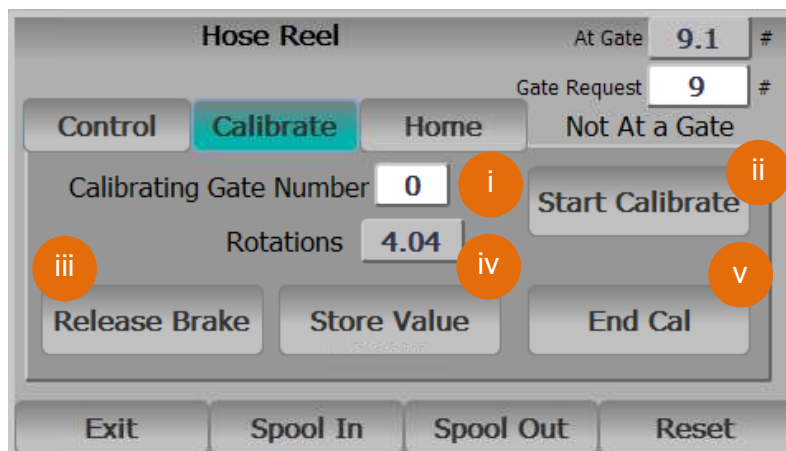 Hose Reel
At Gate 9.1 #
Gate Request 9 #
Control Calibrate Home Not At a Gate
Calibrating Gate Number 0 i
ii
Start Calibrate
Rotations 4.04
iii iv v
Release Brake Store Value End Cal
Exit Spool In Spool Out Reset